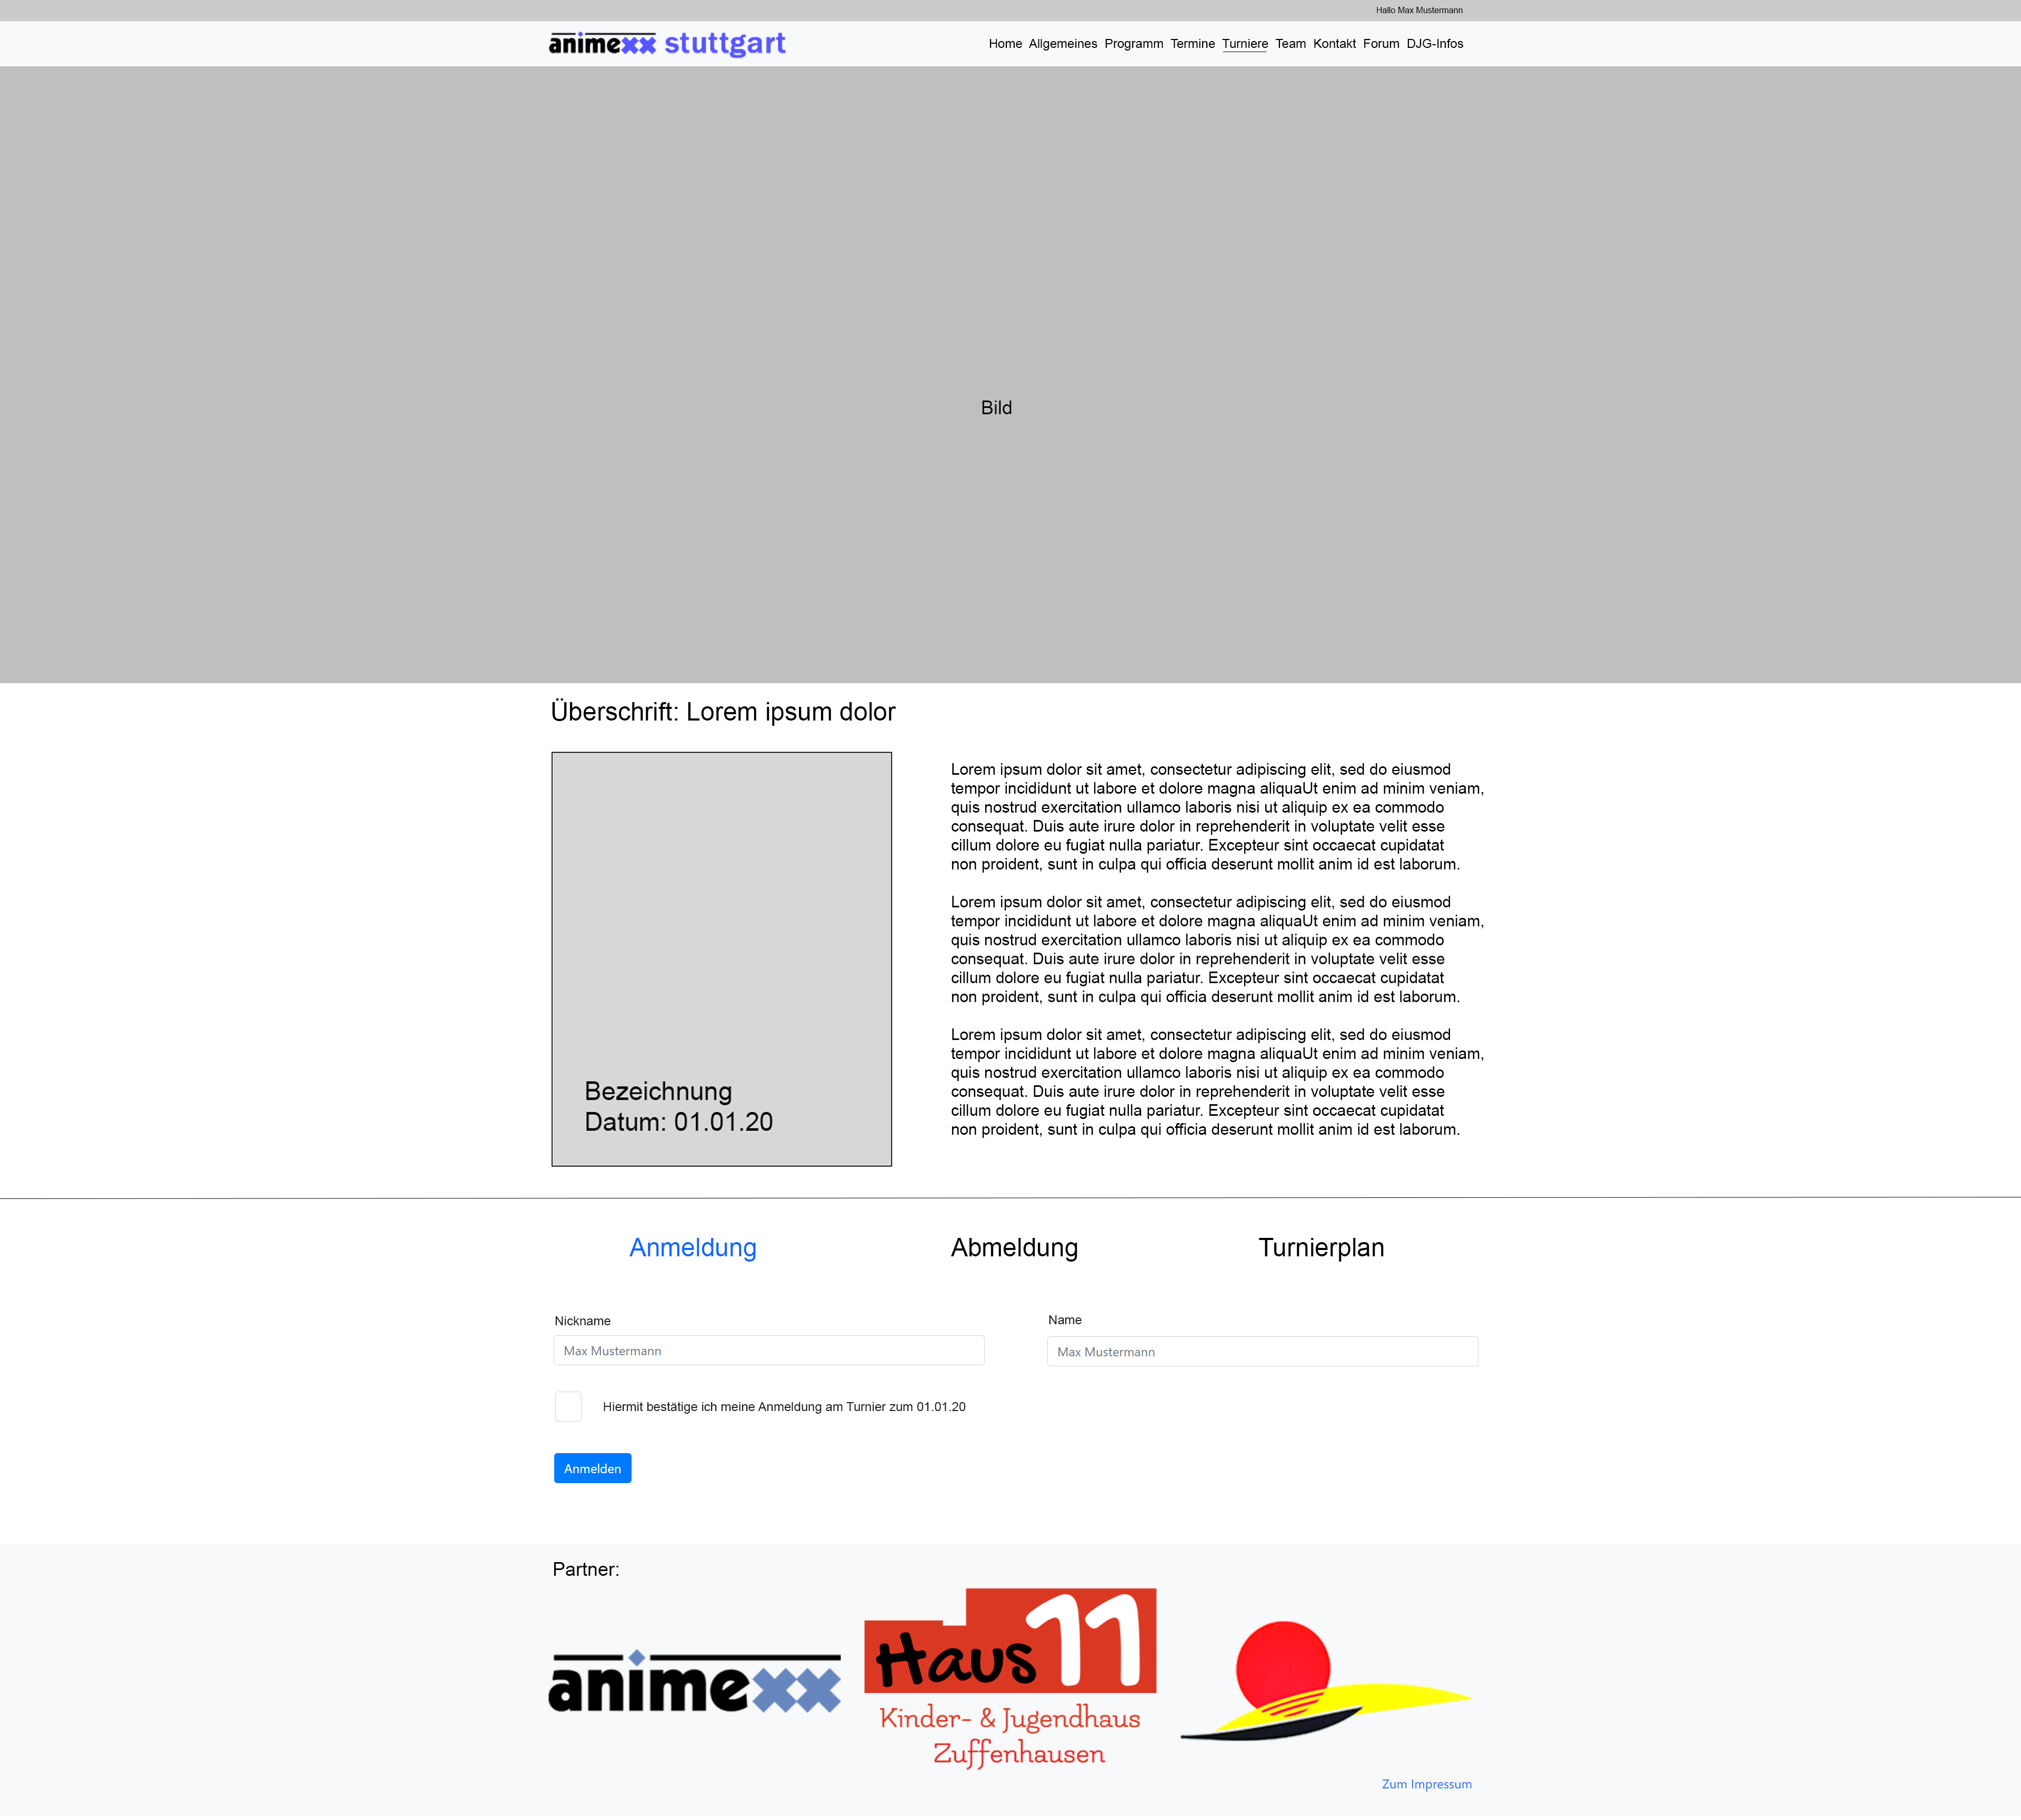 Hallo Max Mustermann
animexx stuttgart
Home Allgemeines Programm Termine Turniere Team Kontakt Forum DJG-Infos
Bild
Überschrift: Lorem ipsum dolor
Bezeichnung
Datum: 01.01.20
Lorem ipsum dolor sit amet, consectetur adipiscing elit, sed do eiusmod
tempor incididunt ut labore et dolore magna aliquaUt enim ad minim veniam,
quis nostrud exercitation ullamco laboris nisi ut aliquip ex ea commodo
consequat. Duis aute irure dolor in reprehenderit in voluptate velit esse
cillum dolore eu fugiat nulla pariatur. Excepteur sint occaecat cupidatat
non proident, sunt in culpa qui officia deserunt mollit anim id est laborum.
Lorem ipsum dolor sit amet, consectetur adipiscing elit, sed do eiusmod
tempor incididunt ut labore et dolore magna aliquaUt enim ad minim veniam,
quis nostrud exercitation ullamco laboris nisi ut aliquip ex ea commodo
consequat. Duis aute irure dolor in reprehenderit in voluptate velit esse
cillum dolore eu fugiat nulla pariatur. Excepteur sint occaecat cupidatat
non proident, sunt in culpa qui officia deserunt mollit anim id est laborum.
Lorem ipsum dolor sit amet, consectetur adipiscing elit, sed do eiusmod
tempor incididunt ut labore et dolore magna aliquaUt enim ad minim veniam,
quis nostrud exercitation ullamco laboris nisi ut aliquip ex ea commodo
consequat. Duis aute irure dolor in reprehenderit in voluptate velit esse
cillum dolore eu fugiat nulla pariatur. Excepteur sint occaecat cupidatat
non proident, sunt in culpa qui officia deserunt mollit anim id est laborum.
Anmeldung Abmeldung Turnierplan
Nickname
Max Mustermann
Name
Max Mustermann
Hiermit bestätige ich meine Anmeldung am Turnier zum 01.01.20
Anmelden
Partner:
animexx
Haus 11
Kinder- & Jugendhaus
Zuffenhausen
Zum Impressum